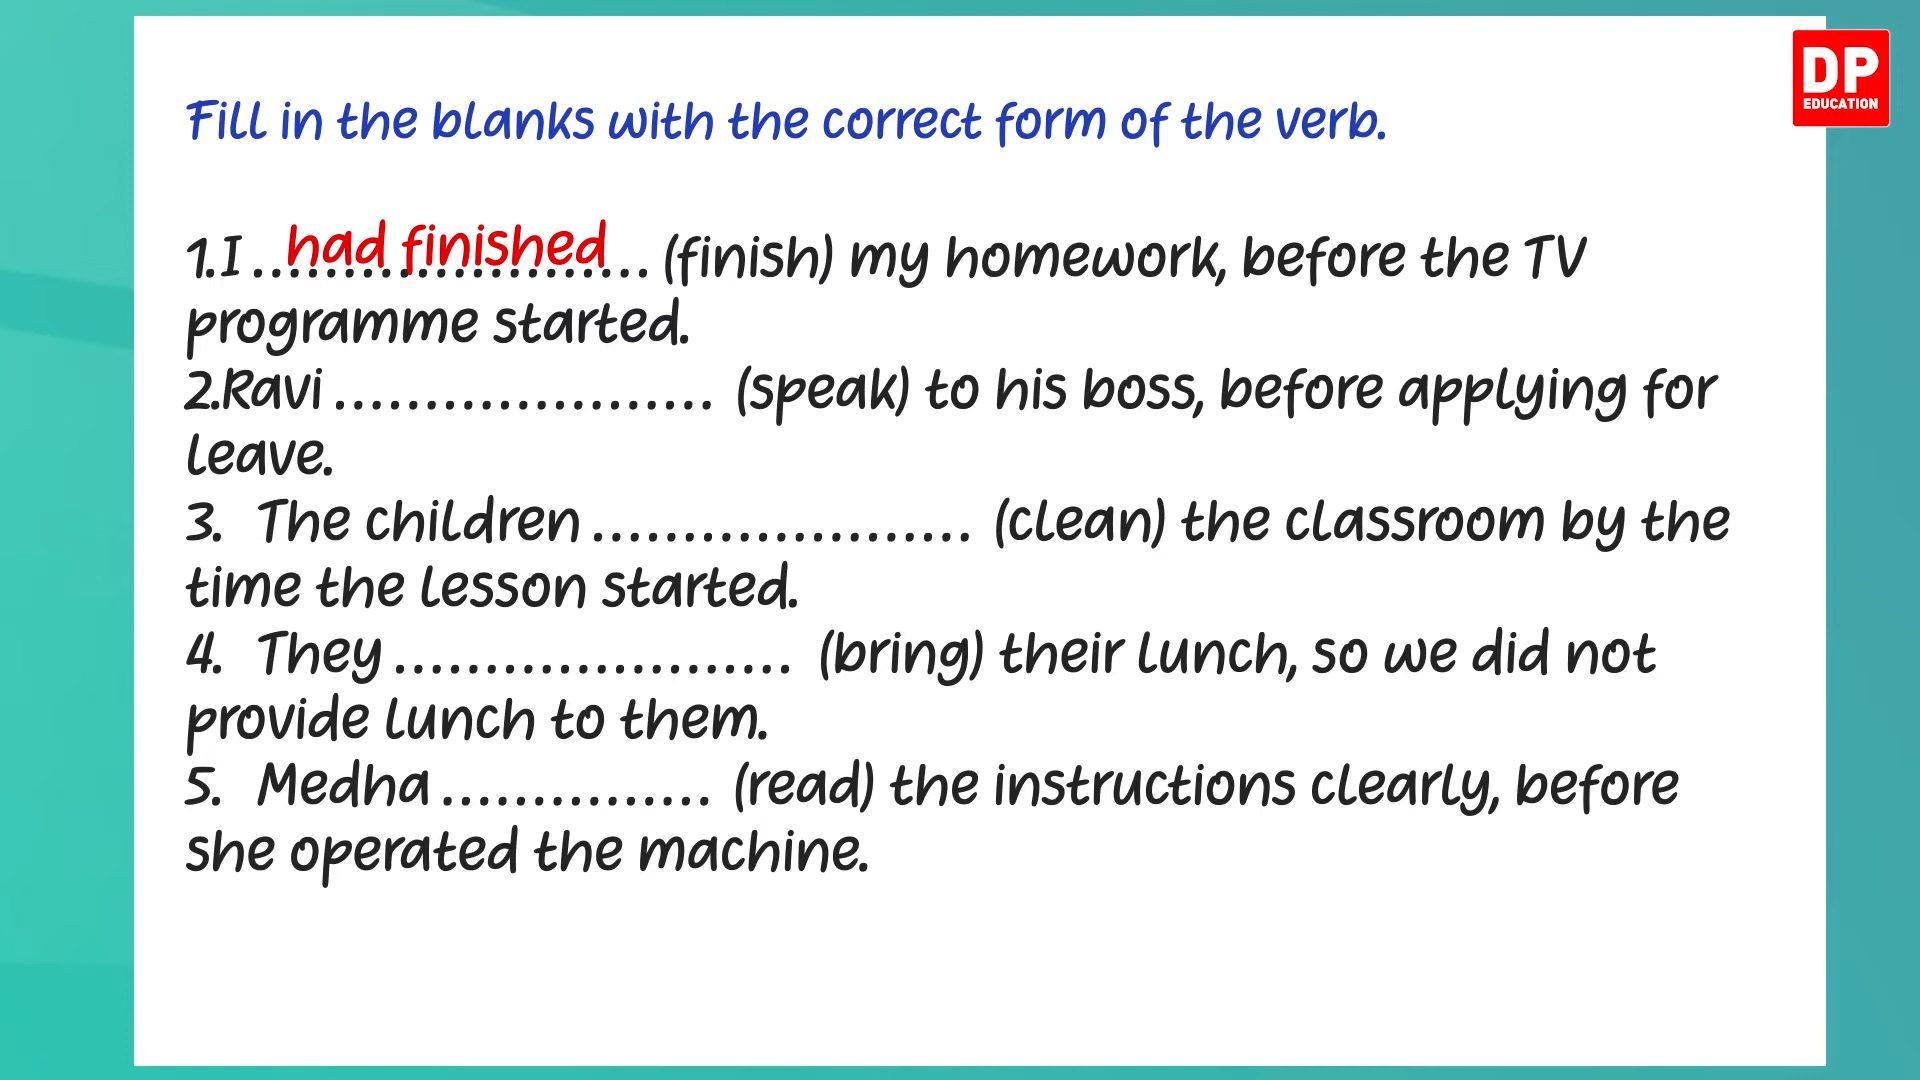 DP
EDUCATION
Fill in the blanks with the correct form of the verb.
1.I ...had finished... (finish) my homework, before the TV
programme started.
2.Ravi ..................... (speak) to his boss, before applying for
leave.
3. The children ..................... (clean) the classroom by the
time the lesson started.
4. They ...................... (bring) their lunch, so we did not
provide lunch to them.
5. Medha ............... (read) the instructions clearly, before
she operated the machine.